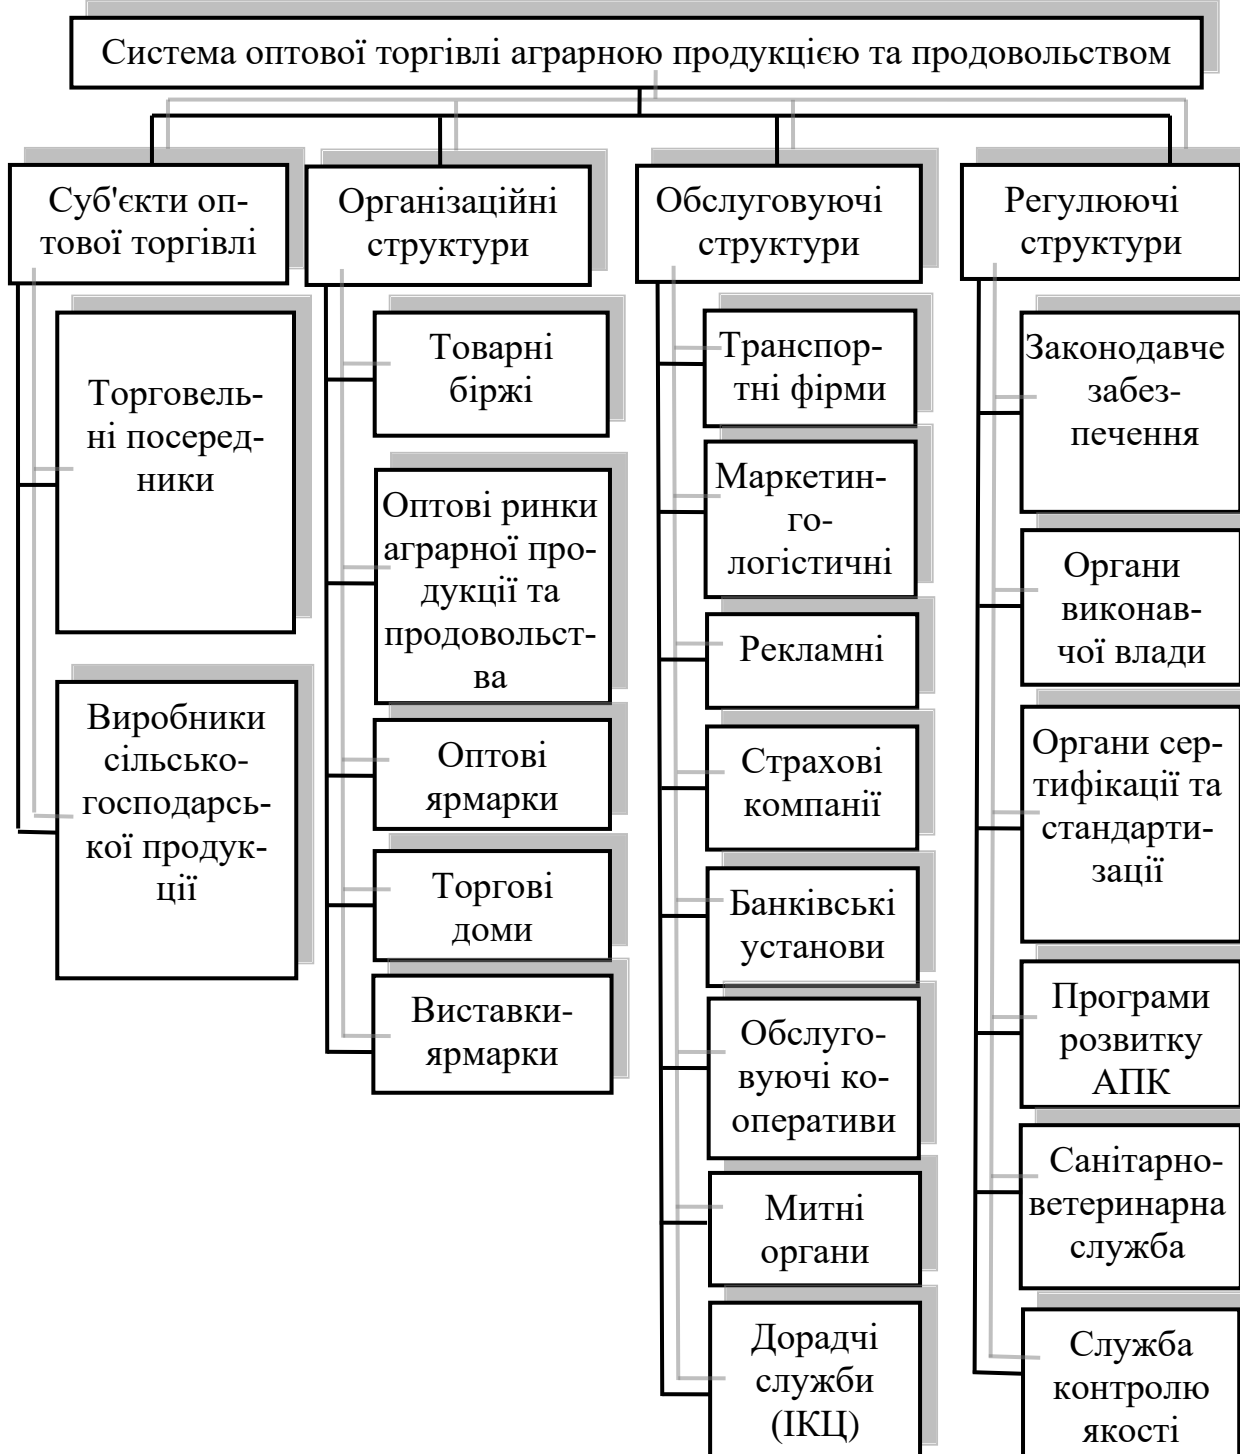 Система оптової торгівлі аграрною продукцією та продовольством
Суб'єкти оп-
тової торгівлі
Торговель-
ні посеред-
ники
Виробники
сільсько-
господарсь-
кої продук-
ції
Організаційні
структури
Товарні
біржі
Оптові ринки
аграрної про-
дукції та
продовольст-
ва
Оптові
ярмарки
Торгові
доми
Виставки-
ярмарки
Обслуговуючі
структури
Транспор-
тні фірми
Маркетин-
го-
логістичні
Рекламні
Страхові
компанії
Банківські
установи
Обслуго-
вуючі ко-
оперативи
Митні
органи
Дорадчі
служби
(ІКЦ)
Регулюючі
структури
Законодавче
забез-
печення
Органи
виконав-
чої влади
Органи сер-
тифікації та
стандарти-
зації
Програми
розвитку
АПК
Санітарно-
ветеринарна
служба
Служба
контролю
якості